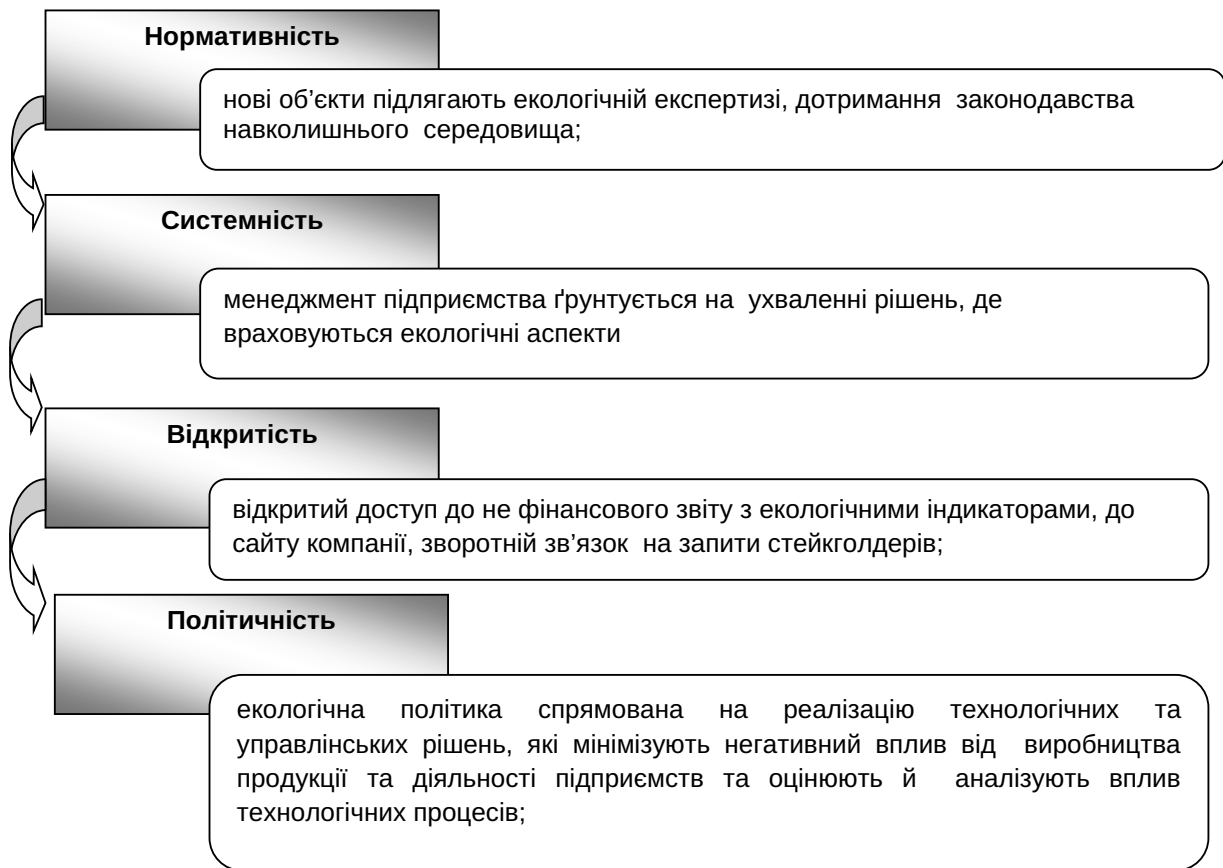 Нормативність
нові об’єкти підлягають екологічній експертизі, дотримання законодавства
навколишнього середовища;
Системність
менеджмент підприємства ґрунтується на ухваленні рішень, де
враховуються екологічні аспекти
Відкритість
відкритий доступ до не фінансового звіту з екологічними індикаторами, до
сайту компанії, зворотній зв’язок на запити стейкголдерів;
Політичність
екологічна політика спрямована на реалізацію технологічних та
управлінських рішень, які мінімізують негативний вплив від виробництва
продукції та діяльності підприємств та оцінюють й аналізують вплив
технологічних процесів;